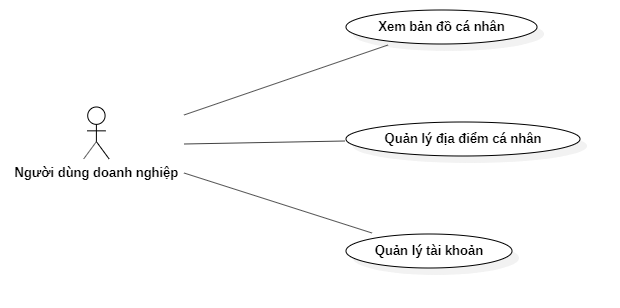 Xem bản đồ cá nhân
Người dùng doanh nghiệp
Quản lý địa điểm cá nhân
Quản lý tài khoản